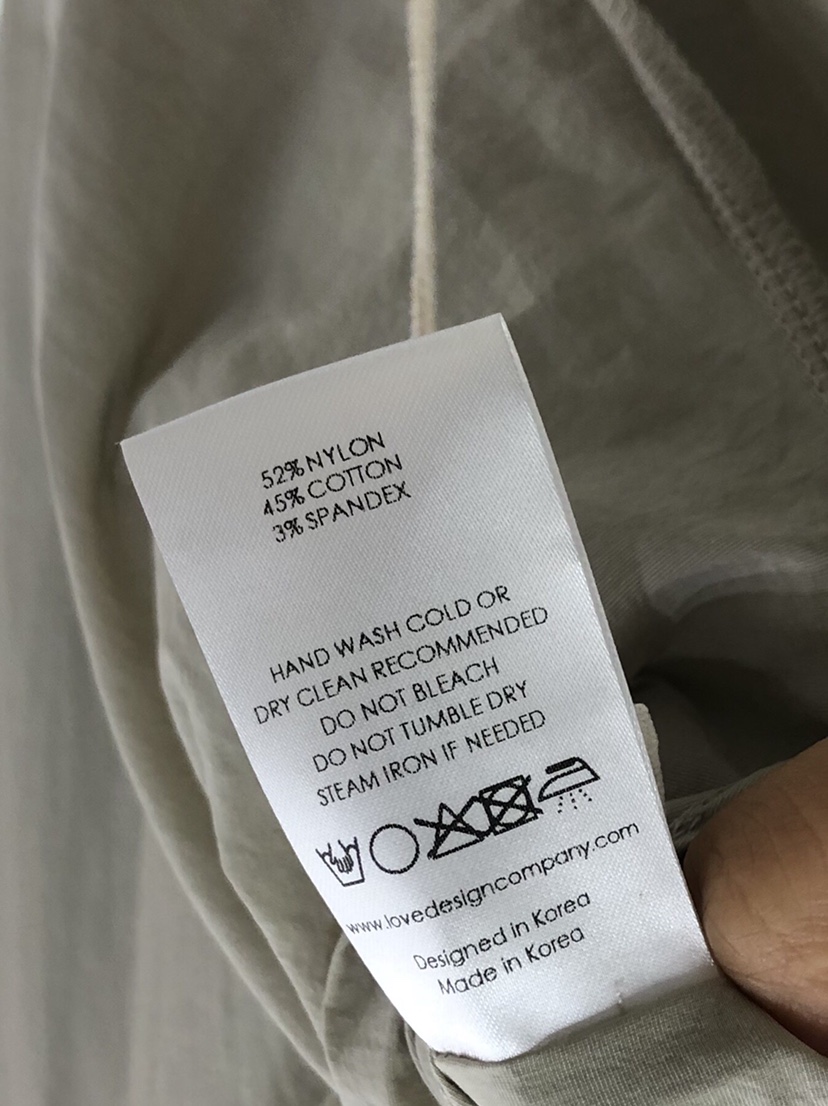 52% NYLON
45% COTTON
3% SPANDEX
HAND WASH COLD OR
DRY CLEAN RECOMMENDED
DO NOT BLEACH
DO NOT TUMBLE DRY
STEAM IRON IF NEEDED
www.lovedesigncompany.com
Designed in Korea
Made in Korea